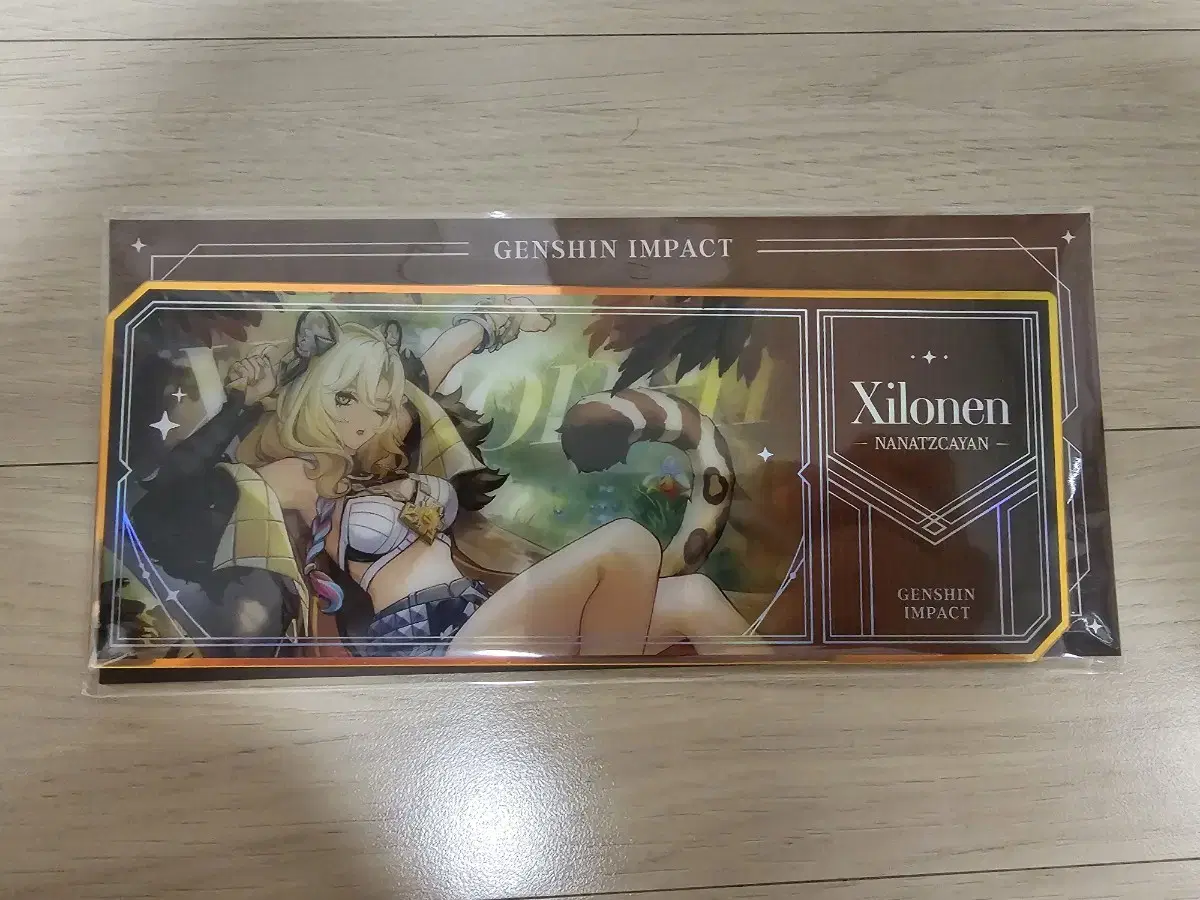 GENSHIN IMPACT
Xilonen
NANATZCAYAN
GENSHIN
IMPACT